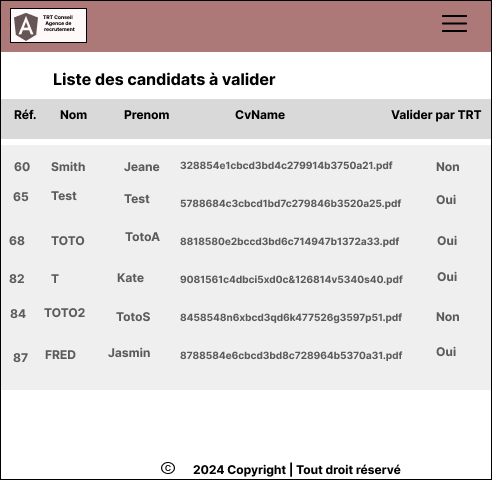 TRT Conseil
Agence de
recrutement
Liste des candidats à valider
Réf. Nom Prenom CvName Valider par TRT
60 Smith Jeane 328854e1cbcd3bd4c279914b3750a21.pdf Non
65 Test Test 5788684c3cbcd1bd7c279846b3520a25.pdf Oui
68 TOTO TotoA 8818580e2bccd3bd6c714947b1372a33.pdf Oui
82 T Kate 9081561c4dbci5xd0c&126814v5340s40.pdf Oui
84 TOTO2 TotoS 8458548n6xbcd3qd6k477526g3597p51.pdf Non
87 FRED Jasmin 8788584e6cbcd3bd8c728964b5370a31.pdf Oui
© 2024 Copyright | Tout droit réservé